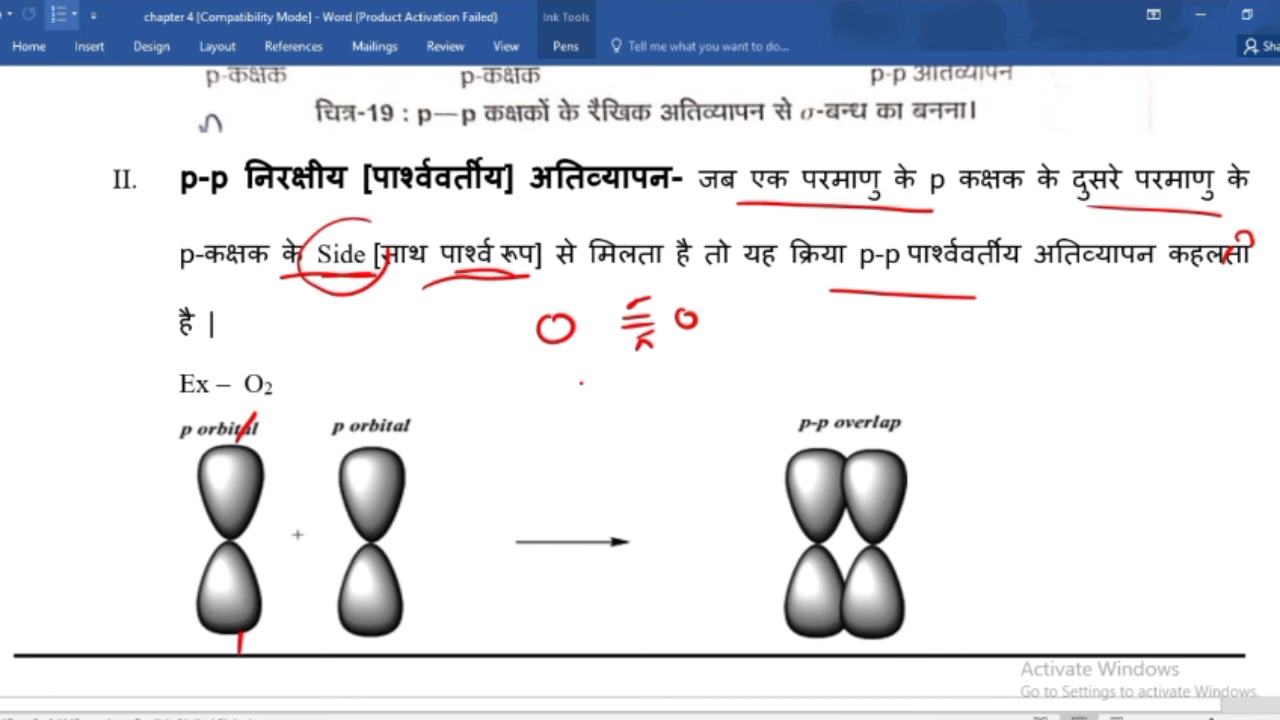 chapter 4 [Compatibility Mode] - Word (Product Activation Failed)
Ink Tools
Home Insert Design Layout References Mailings Review View Pens Tell me what you want to do... Sha
p-कक्षक p-कक्षक p-p अतिव्यापन
चित्र-19 : p—p कक्षकों के रैखिक अतिव्यापन से σ-बन्ध का बनना।
II. p-p निरक्षीय [पार्श्ववर्तीय] अतिव्यापन- जब एक परमाणु के p कक्षक के दुसरे परमाणु के
p-कक्षक के Side [साथ पार्श्व रूप] से मिलता है तो यह क्रिया p-p पार्श्ववर्तीय अतिव्यापन कहलती
है |
O = O
Ex – O₂
p orbital p orbital p-p overlap
+
Activate Windows
Go to Settings to activate Windows.